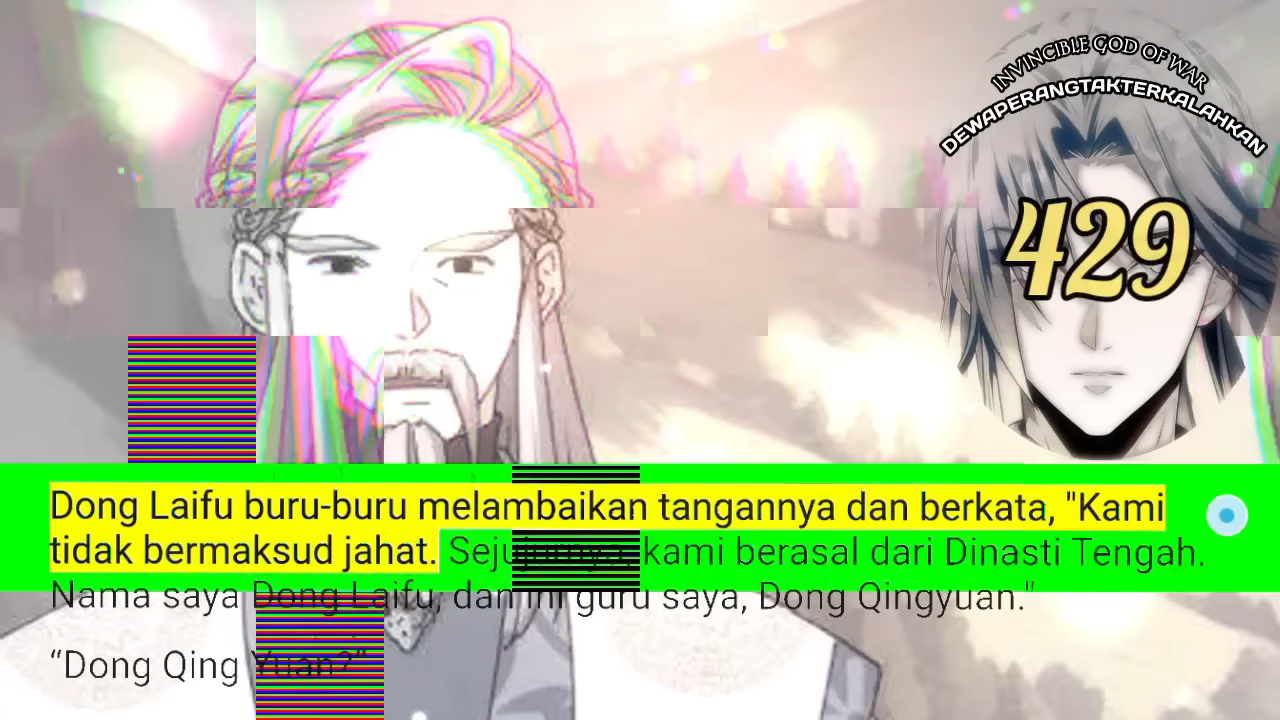 INVINCIBLE GOD OF WAR
DEWAPERANGTAKTERKALAHKAN
429
Dong Laifu buru-buru melambaikan tangannya dan berkata, "Kami
tidak bermaksud jahat. Sejujurnya, kami berasal dari Dinasti Tengah.
Nama saya Dong Laifu, dan ini guru saya, Dong Qingyuan."
“Dong Qing Yuan?”